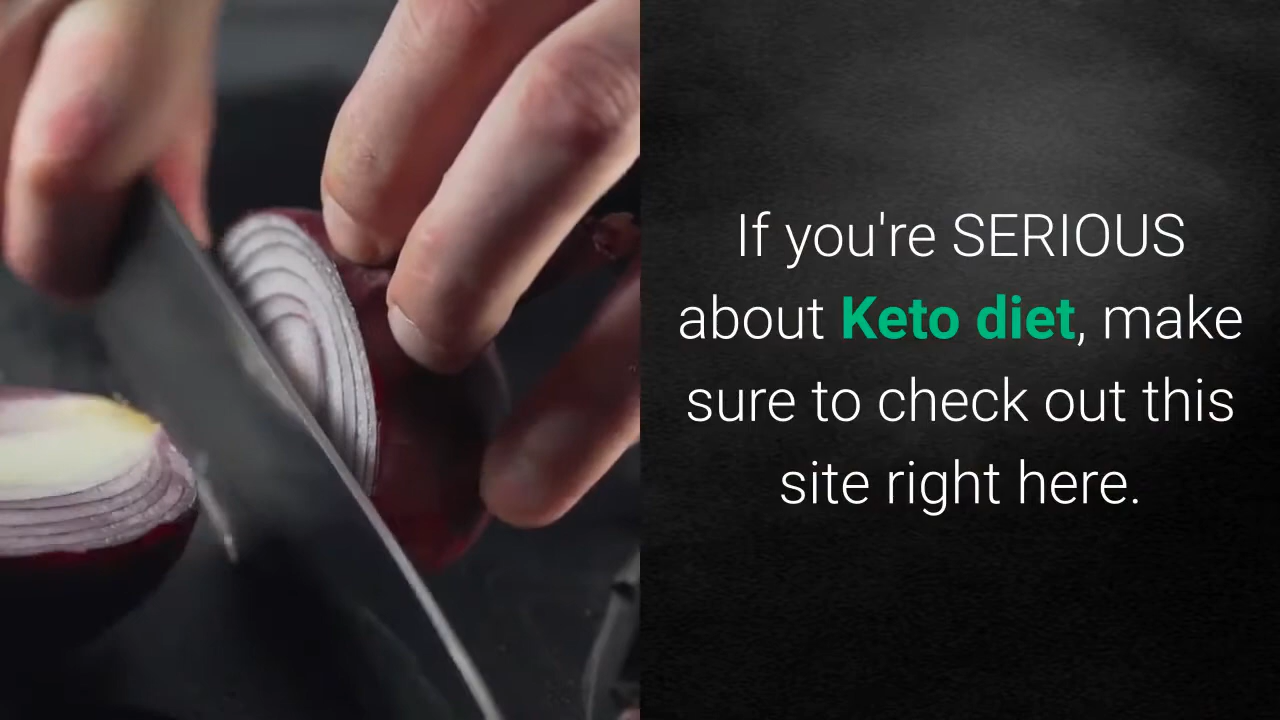 If you're SERIOUS
about Keto diet, make
sure to check out this
site right here.